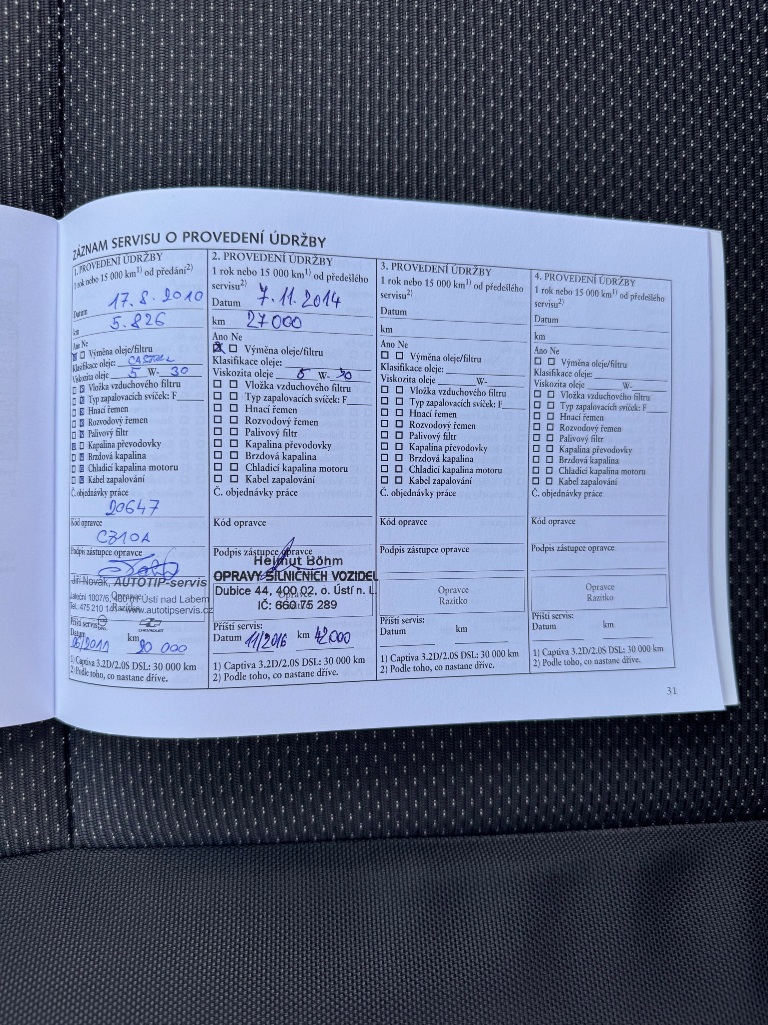 ZÁZNAM SERVISU O PROVEDENÍ ÚDRŽBY
1. PROVEDENÍ ÚDRŽBY
1 rok nebo 15 000 km1) od předání2)
Datum 17.8.2010
km 5.826
Ano Ne
Výměna oleje/filtru
Klasifikace oleje: CASTROL
Viskozita oleje 5 W- 30
Vložka vzduchového filtru
Typ zapalovacích svíček: F
Hnací řemen
Rozvodový řemen
Palivový filtr
Kapalina převodovky
Brzdová kapalina
Chladicí kapalina motoru
Kabel zapalování
Č. objednávky práce
20647
Kód opravce
C310A
Podpis zástupce opravce
Jiří Novák, AUTOTIP-servis
Leteční 1007/6, Ústí nad Labem
Tel.:475 210 www.autotipservis.cz
Razítko
CHEVROLET
Příští servis:
Datum km
20 000
1) Captiva 3.2D/2.0S DSL: 30 000 km
2) Podle toho, co nastane dříve.
2. PROVEDENÍ ÚDRŽBY
1 rok nebo 15 000 km1) od předešlého
servisu2)
Datum 7.11.2014
km 27000
Ano Ne
Výměna oleje/filtru
Klasifikace oleje:
Viskozita oleje 5 W- 30
Vložka vzduchového filtru
Typ zapalovacích svíček: F
Hnací řemen
Rozvodový řemen
Palivový filtr
Kapalina převodovky
Brzdová kapalina
Chladicí kapalina motoru
Kabel zapalování
Č. objednávky práce
Kód opravce
Podpis zástupce opravce
Helmut Böhm
OPRAVY SILNIČNÍCH VOZIDEL
Dubice 44, 400 02, o. Ústí n. L.
IČ: 660 75 289
Příští servis:
Datum 11/2016 km 42000
1) Captiva 3.2D/2.0S DSL: 30 000 km
2) Podle toho, co nastane dříve.
3. PROVEDENÍ ÚDRŽBY
1 rok nebo 15 000 km1) od předešlého
servisu2)
Datum
km
Ano Ne
Výměna oleje/filtru
Klasifikace oleje:
Viskozita oleje W-
Vložka vzduchového filtru
Typ zapalovacích svíček: F
Hnací řemen
Rozvodový řemen
Palivový filtr
Kapalina převodovky
Brzdová kapalina
Chladicí kapalina motoru
Kabel zapalování
Č. objednávky práce
Kód opravce
Podpis zástupce opravce
Opravce
Razítko
Příští servis:
Datum km
1) Captiva 3.2D/2.0S DSL: 30 000 km
2) Podle toho, co nastane dříve.
4. PROVEDENÍ ÚDRŽBY
1 rok nebo 15 000 km1) od předešlého
servisu2)
Datum
km
Ano Ne
Výměna oleje/filtru
Klasifikace oleje:
Viskozita oleje W-
Vložka vzduchového filtru
Typ zapalovacích svíček: F
Hnací řemen
Rozvodový řemen
Palivový filtr
Kapalina převodovky
Brzdová kapalina
Chladicí kapalina motoru
Kabel zapalování
Č. objednávky práce
Kód opravce
Podpis zástupce opravce
Opravce
Razítko
Příští servis:
Datum km
1) Captiva 3.2D/2.0S DSL: 30 000 km
2) Podle toho, co nastane dříve.
31